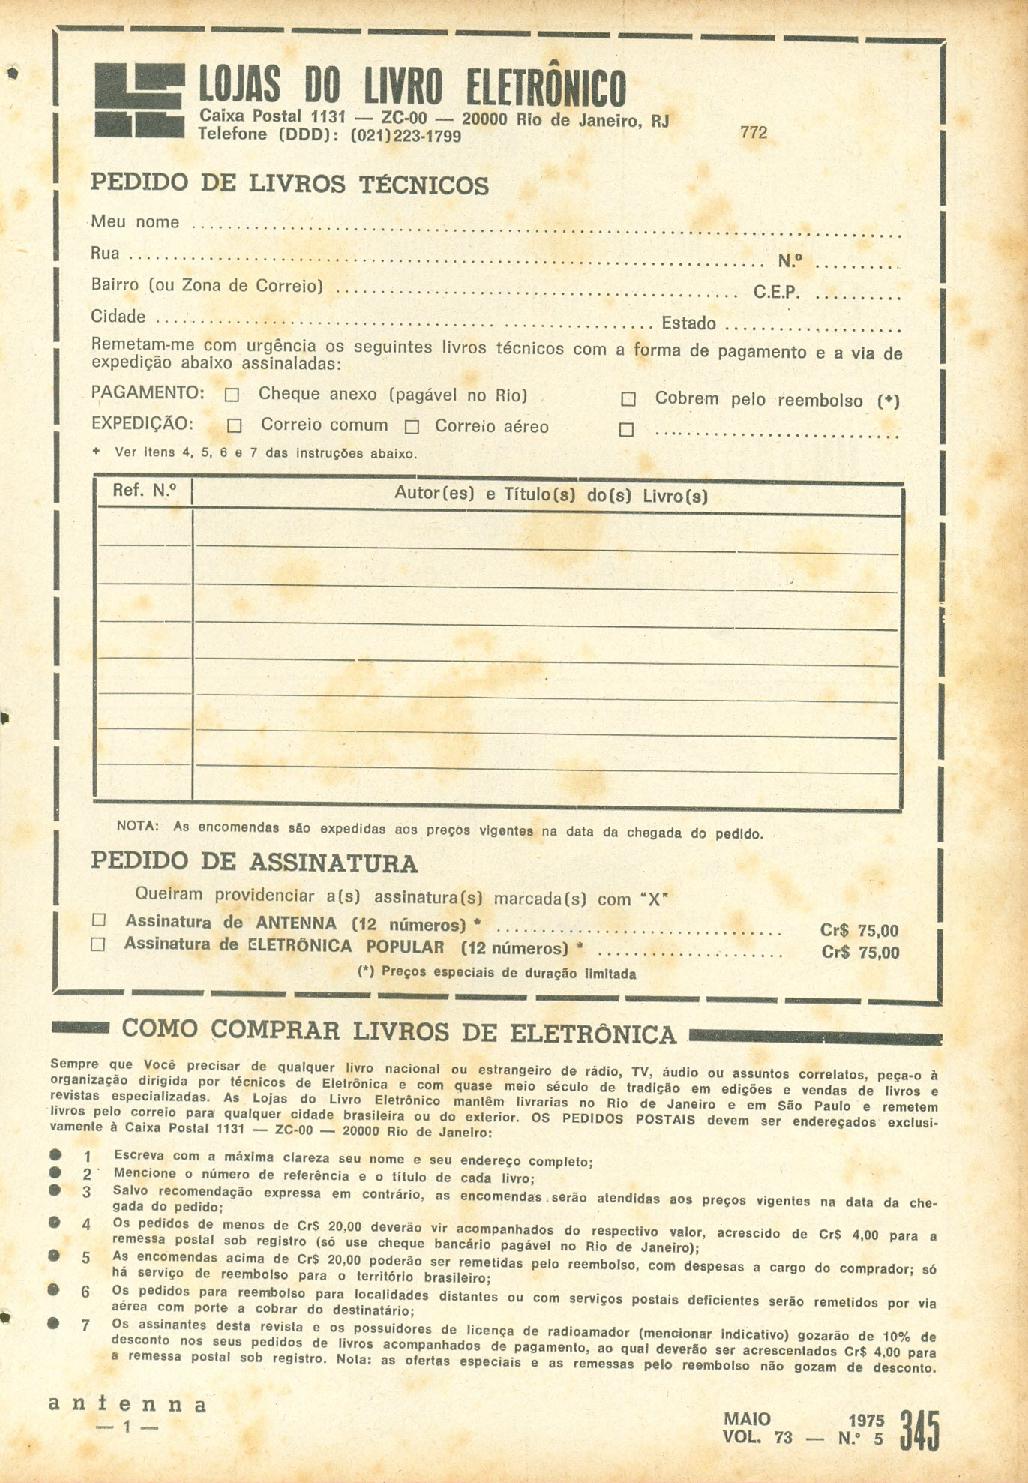 LOJAS DO LIVRO ELETRÔNICO
Caixa Postal 1131 — ZC-00 — 20000 Rio de Janeiro, RJ
Telefone (DDD): (021)223-1799
772
PEDIDO DE LIVROS TÉCNICOS
Meu nome ..............................
Rua .............................. N.º ..........
Bairro (ou Zona de Correio) .............................. C.E.P. ..........
Cidade .............................. Estado ....................
Remetam-me com urgência os seguintes livros técnicos com a forma de pagamento e a via de
expedição abaixo assinaladas:
PAGAMENTO: □ Cheque anexo (pagável no Rio) □ Cobrem pelo reembolso (*)
EXPEDIÇÃO: □ Correio comum □ Correio aéreo □ ..............................
* Ver itens 4, 5, 6 e 7 das instruções abaixo.
Ref. N.º Autor(es) e Título(s) do(s) Livro(s)
NOTA: As encomendas são expedidas aos preços vigentes na data da chegada do pedido.
PEDIDO DE ASSINATURA
Queiram providenciar a(s) assinatura(s) marcada(s) com "X"
□ Assinatura de ANTENNA (12 números) * .............................. Cr$ 75,00
□ Assinatura de ELETRÔNICA POPULAR (12 números) * .................... Cr$ 75,00
(*) Preços especiais de duração limitada
COMO COMPRAR LIVROS DE ELETRÔNICA
Sempre que Você precisar de qualquer livro nacional ou estrangeiro de rádio, TV, áudio ou assuntos correlatos, peça-o à
organização dirigida por técnicos de Eletrônica e com quase meio século de tradição em edições e vendas de livros e
revistas especializadas. As Lojas do Livro Eletrônico mantêm livrarias no Rio de Janeiro e em São Paulo e remetem
livros pelo correio para qualquer cidade brasileira ou do exterior. OS PEDIDOS POSTAIS devem ser endereçados exclusi-
vamente à Caixa Postal 1131 — ZC-00 — 20000 Rio de Janeiro:
● 1 Escreva com a máxima clareza seu nome e seu endereço completo;
● 2 Mencione o número de referência e o título de cada livro;
● 3 Salvo recomendação expressa em contrário, as encomendas serão atendidas aos preços vigentes na data da che-
gada do pedido;
● 4 Os pedidos de menos de Cr$ 20,00 deverão vir acompanhados do respectivo valor, acrescido de Cr$ 4,00 para a
remessa postal sob registro (só use cheque bancário pagável no Rio de Janeiro);
● 5 As encomendas acima de Cr$ 20,00 poderão ser remetidas pelo reembolso, com despesas a cargo do comprador; só
há serviço de reembolso para o território brasileiro;
● 6 Os pedidos para reembolso para localidades distantes ou com serviços postais deficientes serão remetidos por via
aérea com porte a cobrar do destinatário;
● 7 Os assinantes desta revista e os possuidores de licença de radioamador (mencionar indicativo) gozarão de 10% de
desconto nos seus pedidos de livros acompanhados de pagamento, ao qual deverão ser acrescentados Cr$ 4,00 para
a remessa postal sob registro. Nota: as ofertas especiais e as remessas pelo reembolso não gozam de desconto.
antenna
— 1 —
MAIO 1975
VOL. 73 — N.º 5
345